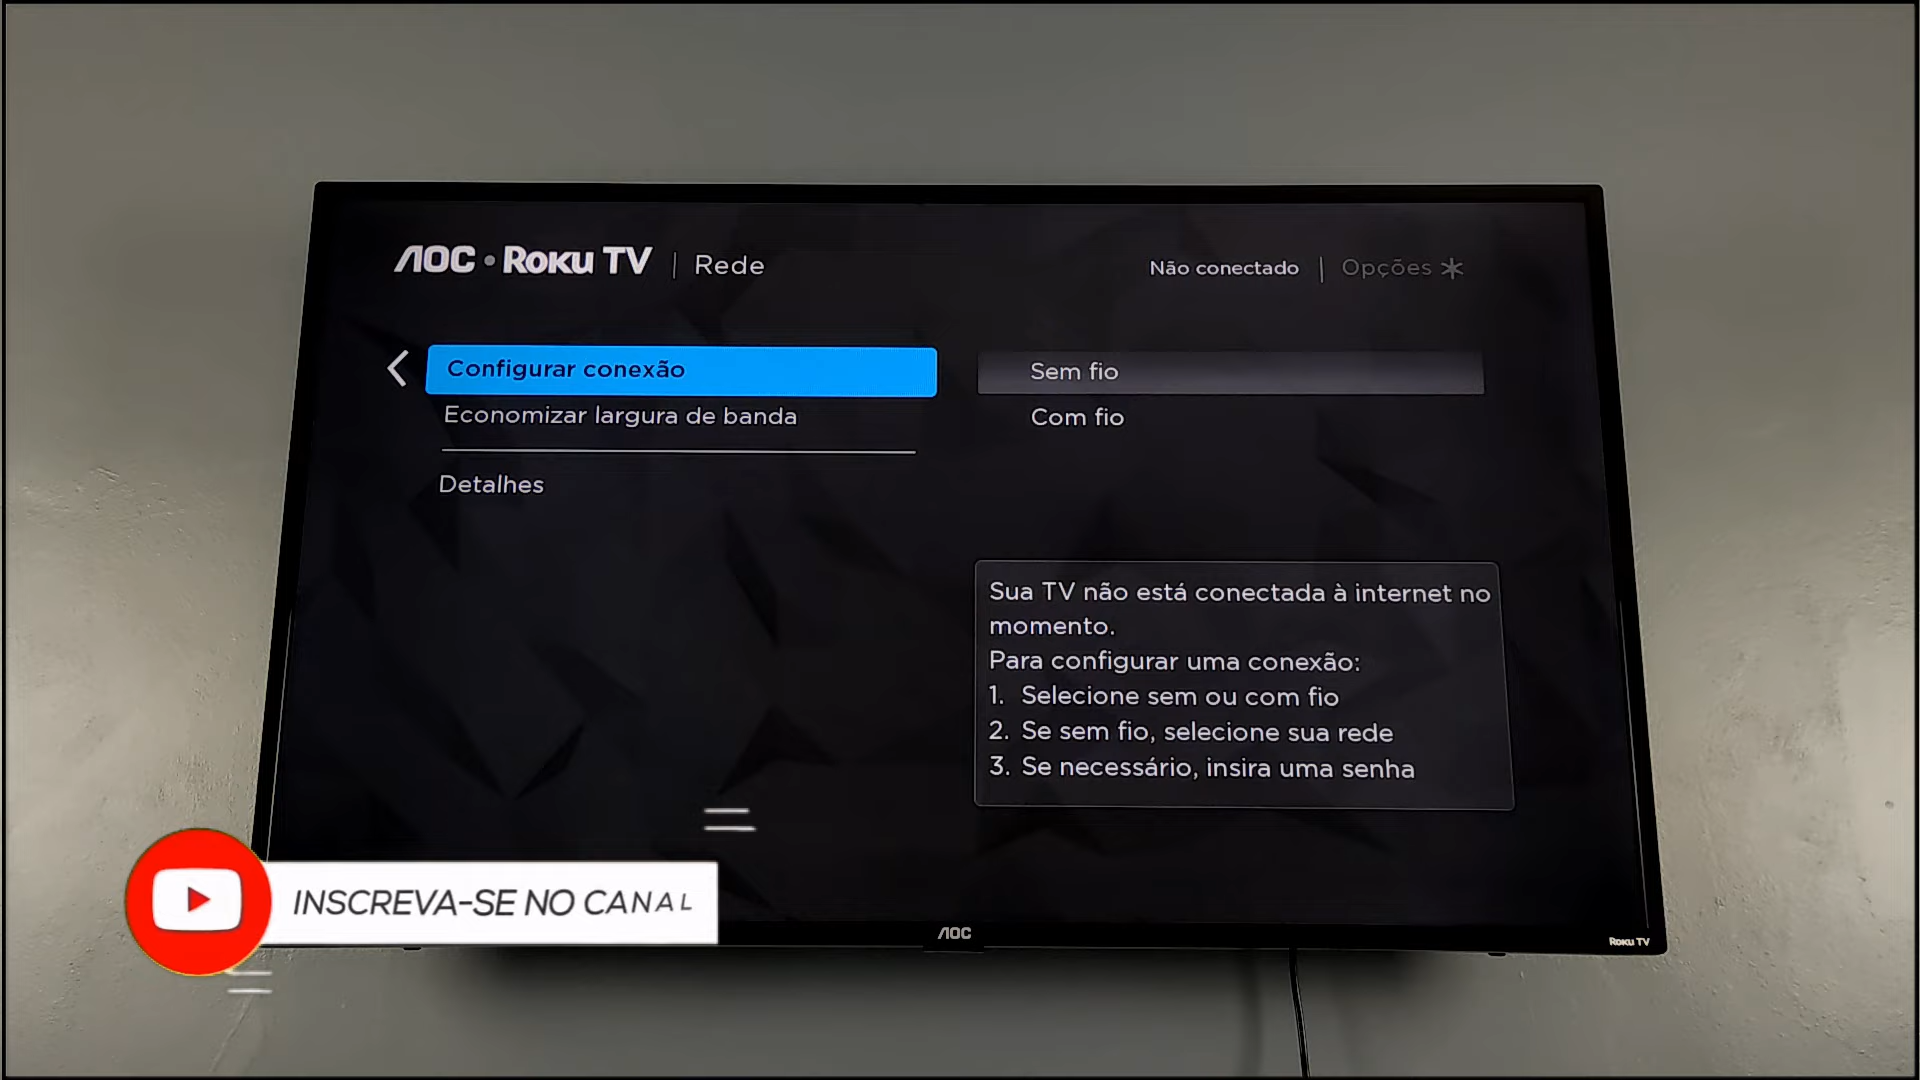 AOC • Roku TV | Rede
Não conectado | Opções *
Configurar conexão
Economizar largura de banda
Detalhes
Sem fio
Com fio
Sua TV não está conectada à internet no
momento.
Para configurar uma conexão:
1. Selecione sem ou com fio
2. Se sem fio, selecione sua rede
3. Se necessário, insira uma senha
INSCREVA-SE NO CANAL
AOC
Roku TV